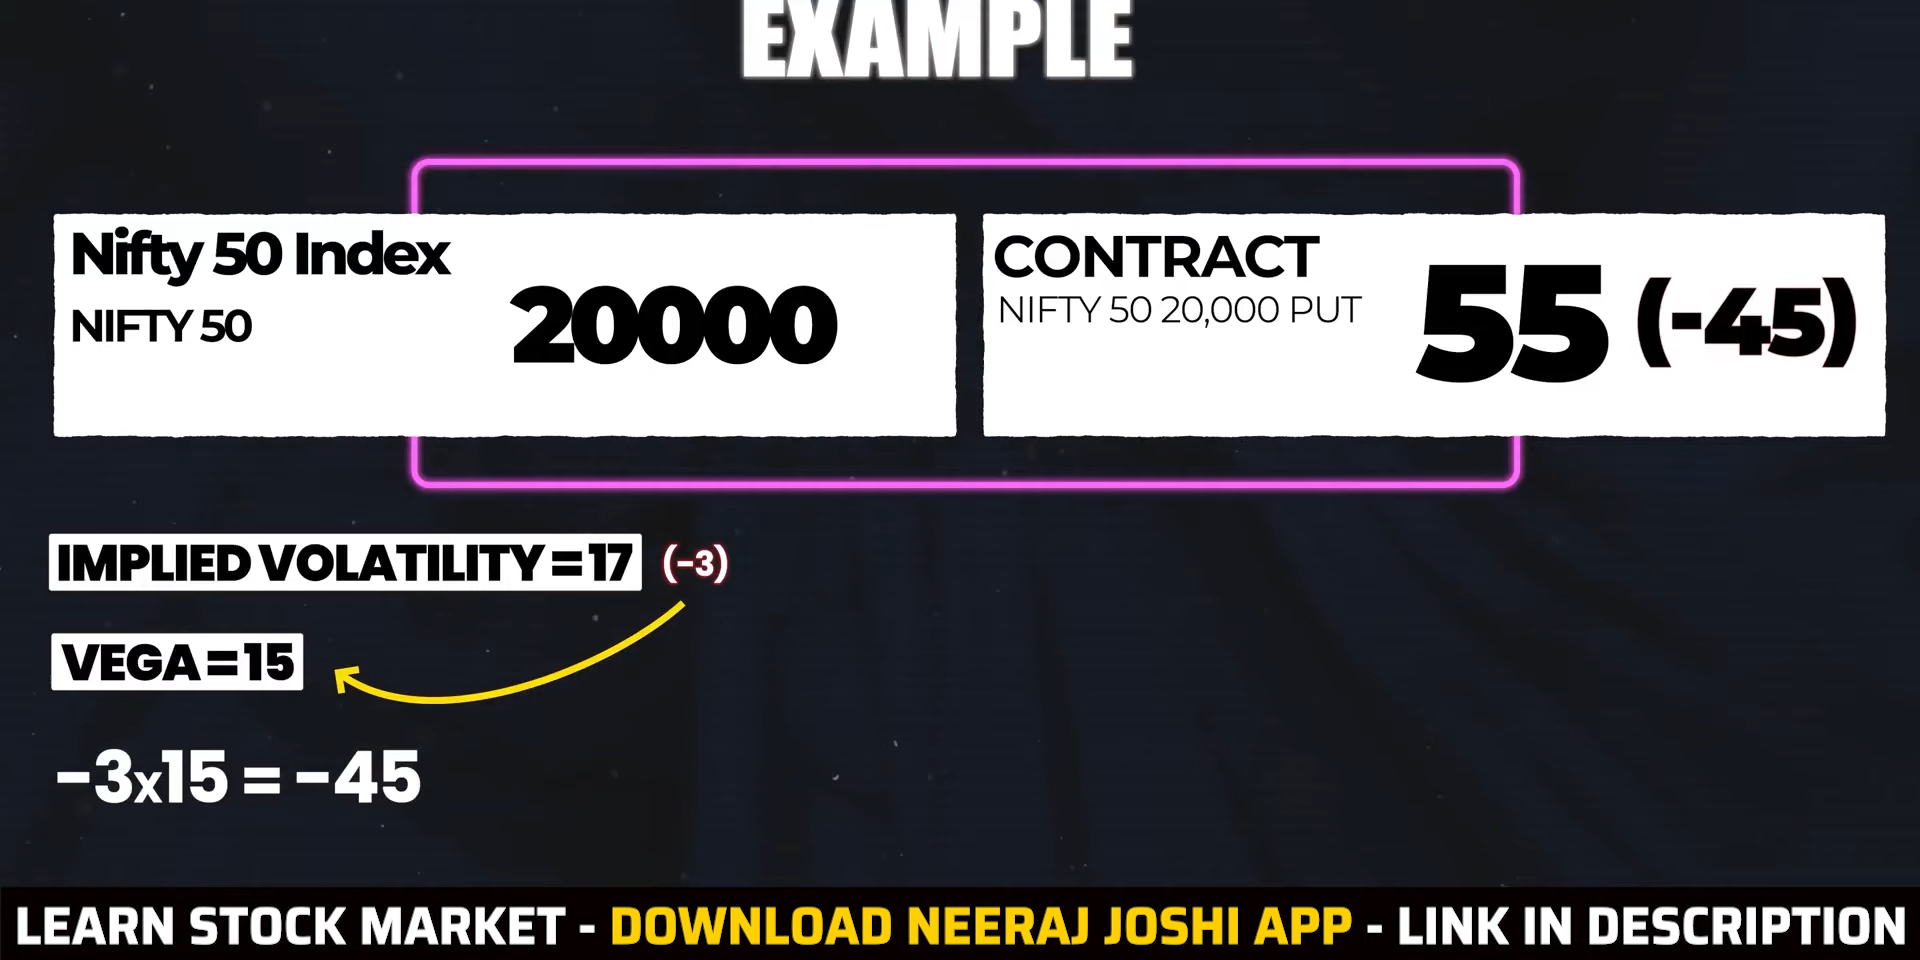 EXAMPLE
Nifty 50 Index
NIFTY 50
20000
CONTRACT
NIFTY 50 20,000 PUT
55 (-45)
IMPLIED VOLATILITY=17 (-3)
VEGA=15
-3x15 = -45
LEARN STOCK MARKET - DOWNLOAD NEERAJ JOSHI APP - LINK IN DESCRIPTION